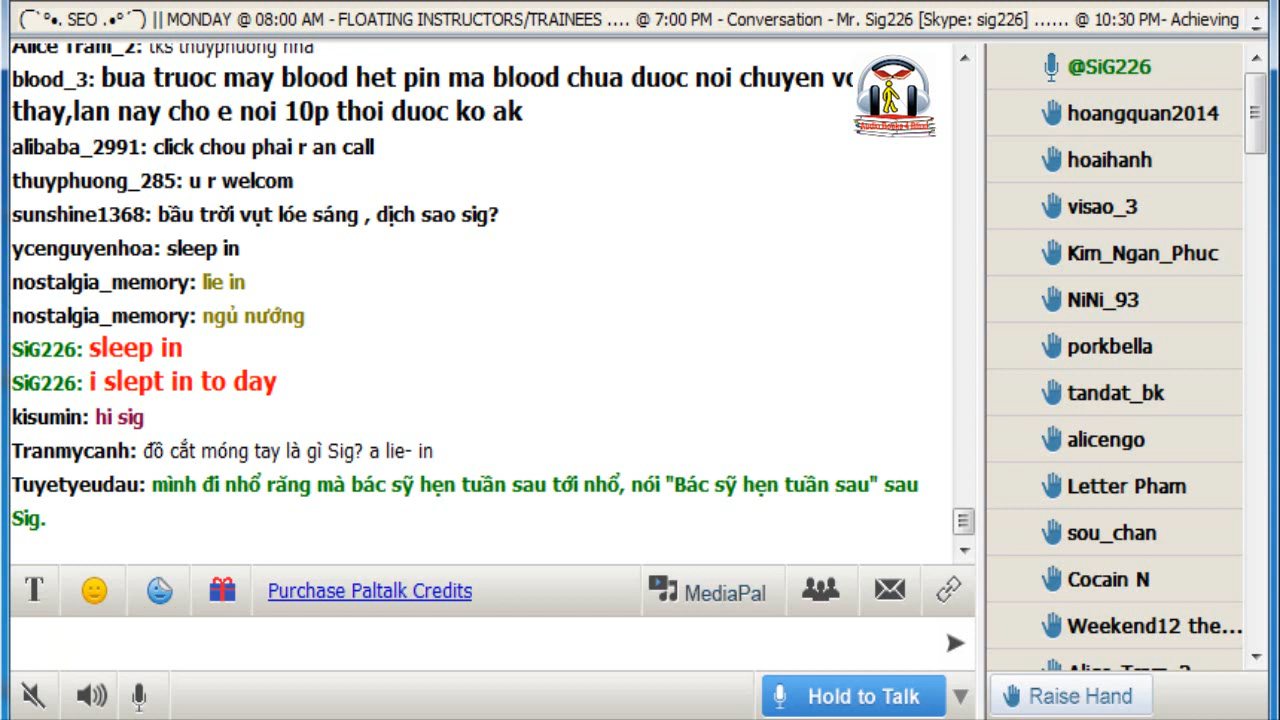 (¯`°•. SEO .•°´¯) || MONDAY @ 08:00 AM - FLOATING INSTRUCTORS/TRAINEES .... @ 7:00 PM - Conversation - Mr. Sig226 [Skype: sig226] ...... @ 10:30 PM- Achieving
Alice Tram_2: tks thuyphuong nha
blood_3: bua truoc may blood het pin ma blood chua duoc noi chuyen vo
thay,lan nay cho e noi 10p thoi duoc ko ak
alibaba_2991: click chou phai r an call
thuyphuong_285: u r welcom
sunshine1368: bầu trời vụt lóe sáng , dịch sao sig?
ycenguyenhoa: sleep in
nostalgia_memory: lie in
nostalgia_memory: ngủ nướng
SiG226: sleep in
SiG226: i slept in to day
kisumin: hi sig
Tranmycanh: đồ cắt móng tay là gì Sig? a lie- in
Tuyetyeudau: mình đi nhổ răng mà bác sỹ hẹn tuần sau tới nhổ, nói "Bác sỹ hẹn tuần sau" sau
Sig.
T
Purchase Paltalk Credits
MediaPal
Hold to Talk
@SiG226
hoangquan2014
hoaihanh
visao_3
Kim_Ngan_Phuc
NiNi_93
porkbella
tandat_bk
alicengo
Letter Pham
sou_chan
Cocain N
Weekend12 the...
Alice_Tram_2
Raise Hand